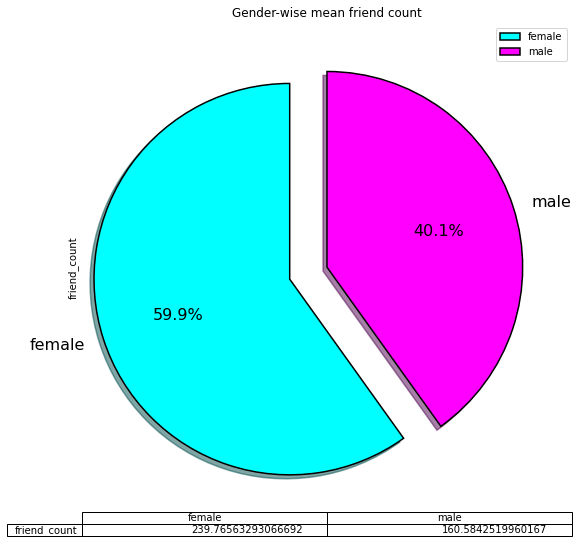 Gender-wise mean friend count
female
male
male
40.1%
friend_count
59.9%
female
female male
friend_count 239.76563293066692 160.5842519960167